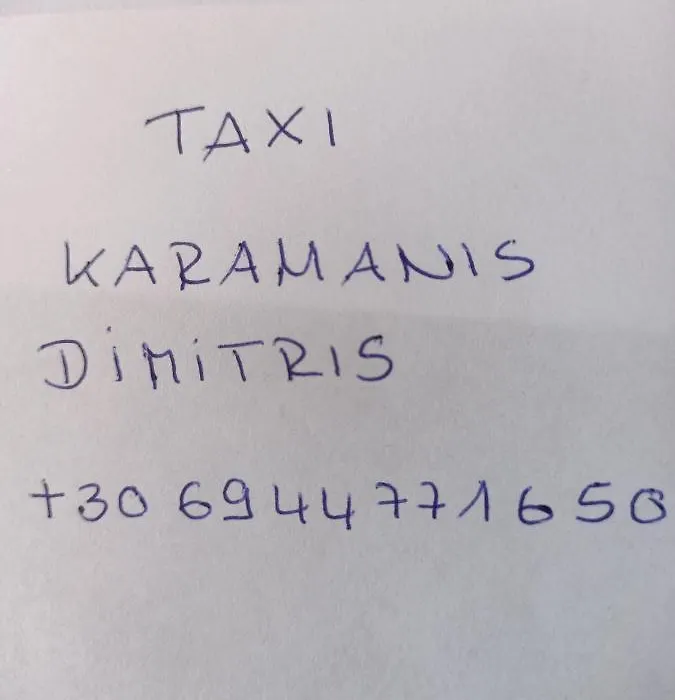 TAXI
KARAMANIS
DIMITRIS
+30 6944771650